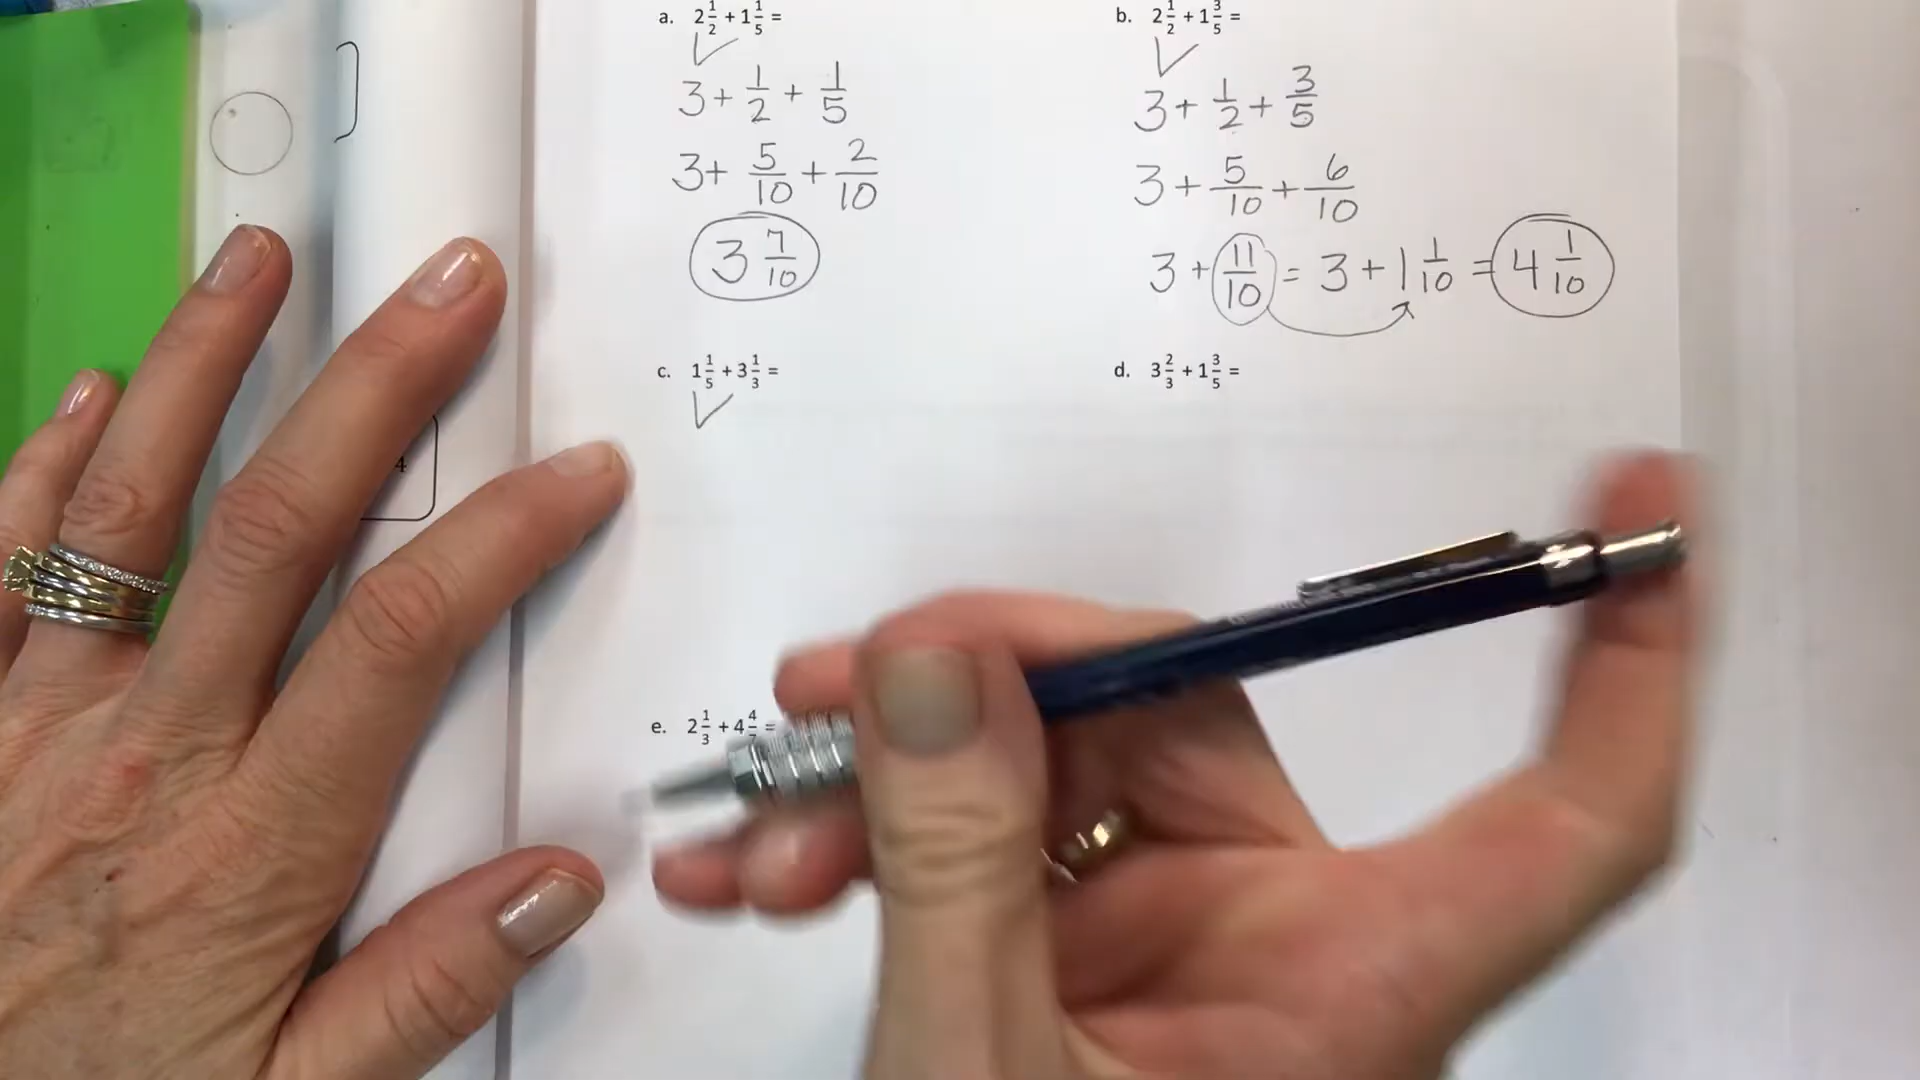 a. 2 1/2 + 1 1/5 =
3 + 1/2 + 1/5
3 + 5/10 + 2/10
3 7/10
b. 2 1/2 + 1 3/5 =
3 + 1/2 + 3/5
3 + 5/10 + 6/10
3 + 11/10 = 3 + 1 1/10 = 4 1/10
c. 1 1/5 + 3 1/3 =
d. 3 2/3 + 1 3/5 =
4
e. 2 1/3 + 4